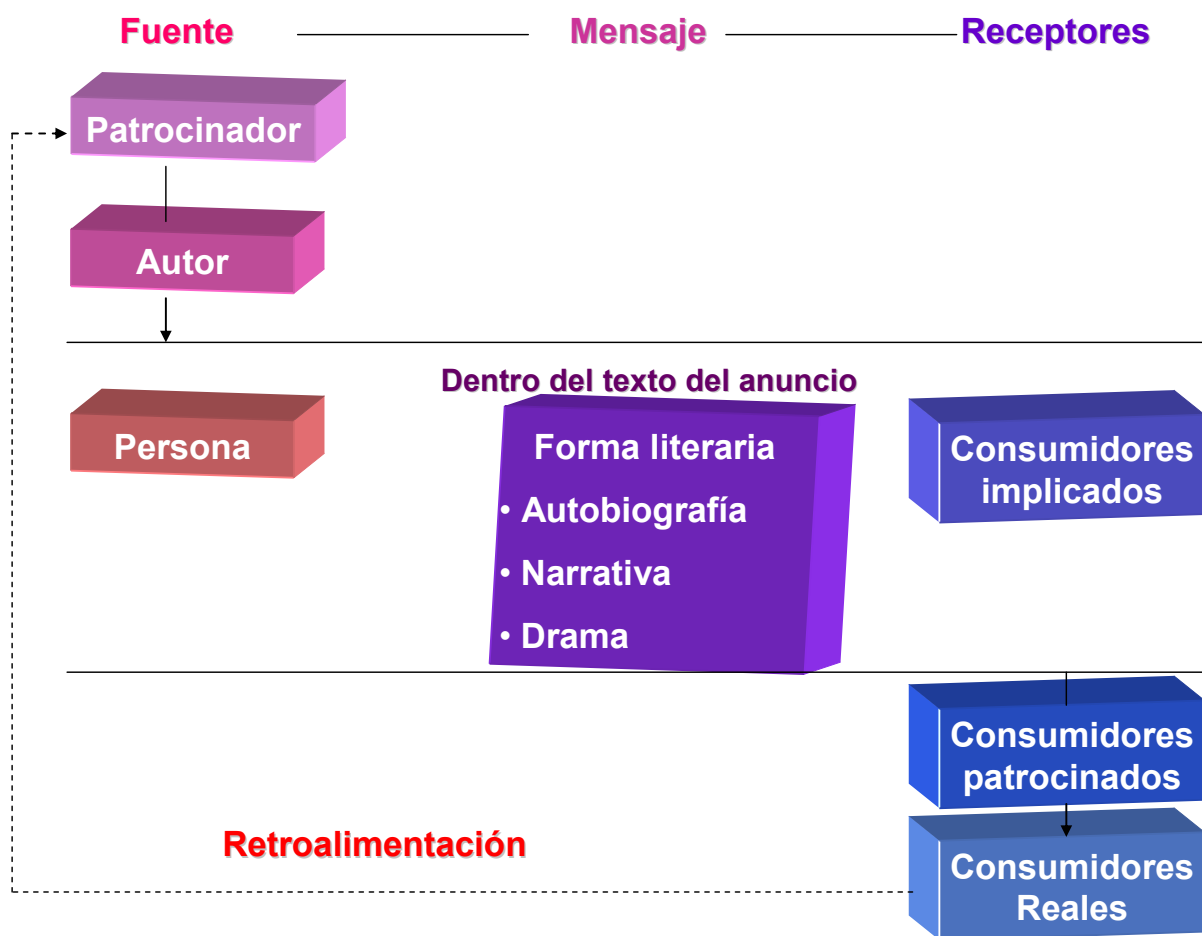 Fuente
Mensaje
Receptores
Patrocinador
Autor
Dentro del texto del anuncio
Persona
Forma literaria
• Autobiografía
• Narrativa
• Drama
Consumidores
implicados
Consumidores
patrocinados
Retroalimentación
Consumidores
Reales